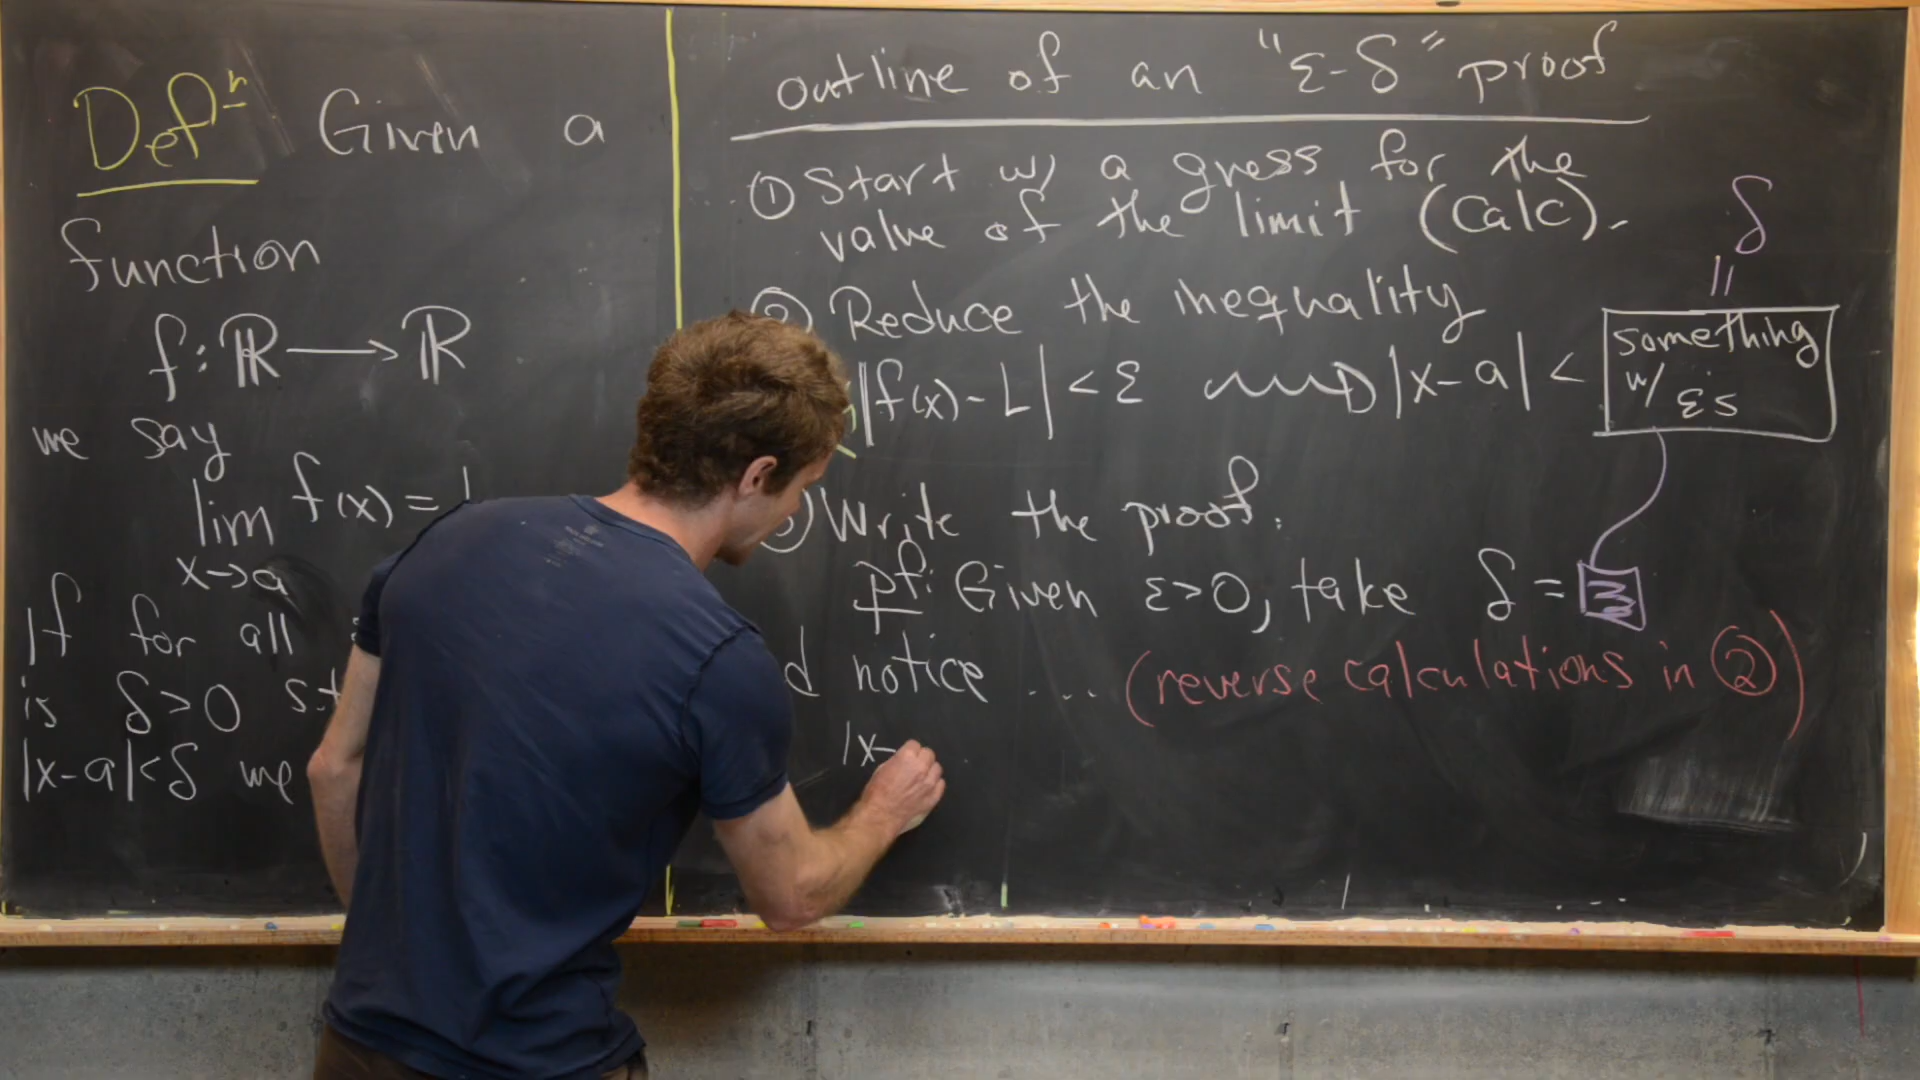 Defn Given a
function
f: ℝ → ℝ
we say
lim f(x) =
x→a
If for all
is δ>0 s.t
|x-a|<δ we
outline of an "ε-δ" proof
① Start w/ a guess for the
value of the limit (Calc).
② Reduce the inequality
|f(x)-L| < ε ⇝ |x-a| <
something
w/ ε's
=
δ
Write the proof.
pf: Given ε>0, take δ =
notice ... (reverse calculations in ②)
|x-